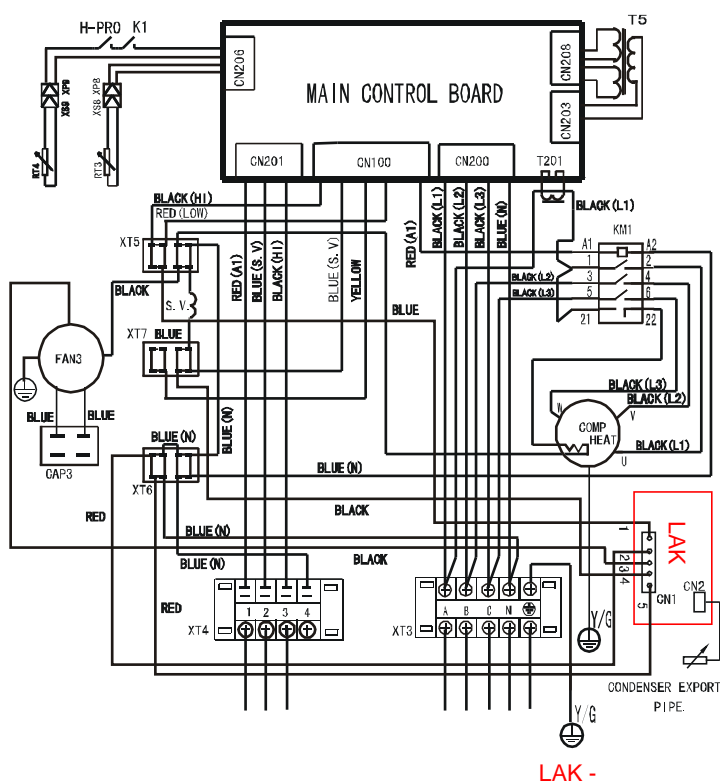 H-PRO K1
T5
CN206
CN208
CN203
MAIN CONTROL BOARD
XP9
XS9
XP8
XS8
RT4
RT3
CN201
CN100
CN200
T201
BLACK(HI)
RED(LOW)
BLACK(L1)
BLACK(L2)
BLACK(L3)
BLUE(N)
RED(A1)
BLACK(L1)
KM1
A1
A2
XT5
RED(A1)
BLUE(S.V)
BLACK(HI)
BLUE(S.V)
YELLOW
1
2
3
4
5
6
21
22
BLACK(L2)
BLACK(L3)
BLACK
S.V.
BLUE
XT7
BLUE
FAN3
BLUE
BLUE
CAP3
BLUE(N)
BLUE(N)
XT6
BLUE(N)
BLACK(L3)
BLACK(L2)
W
V
COMP
HEAT
BLACK(L1)
U
RED
BLACK
BLUE(N)
BLUE(N)
BLACK
LAK
1
2
3
4
5
CN1
CN2
RED
1 2 3 4
XT4
A B C N
XT3
Y/G
Y/G
CONDENSER EXPORT
PIPE.
LAK -